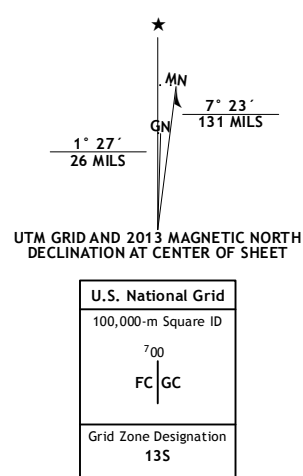 ★
MN
7° 23´
131 MILS
GN
1° 27´
26 MILS
UTM GRID AND 2013 MAGNETIC NORTH
DECLINATION AT CENTER OF SHEET
U.S. National Grid
100,000-m Square ID
⁷00
FC GC
Grid Zone Designation
13S